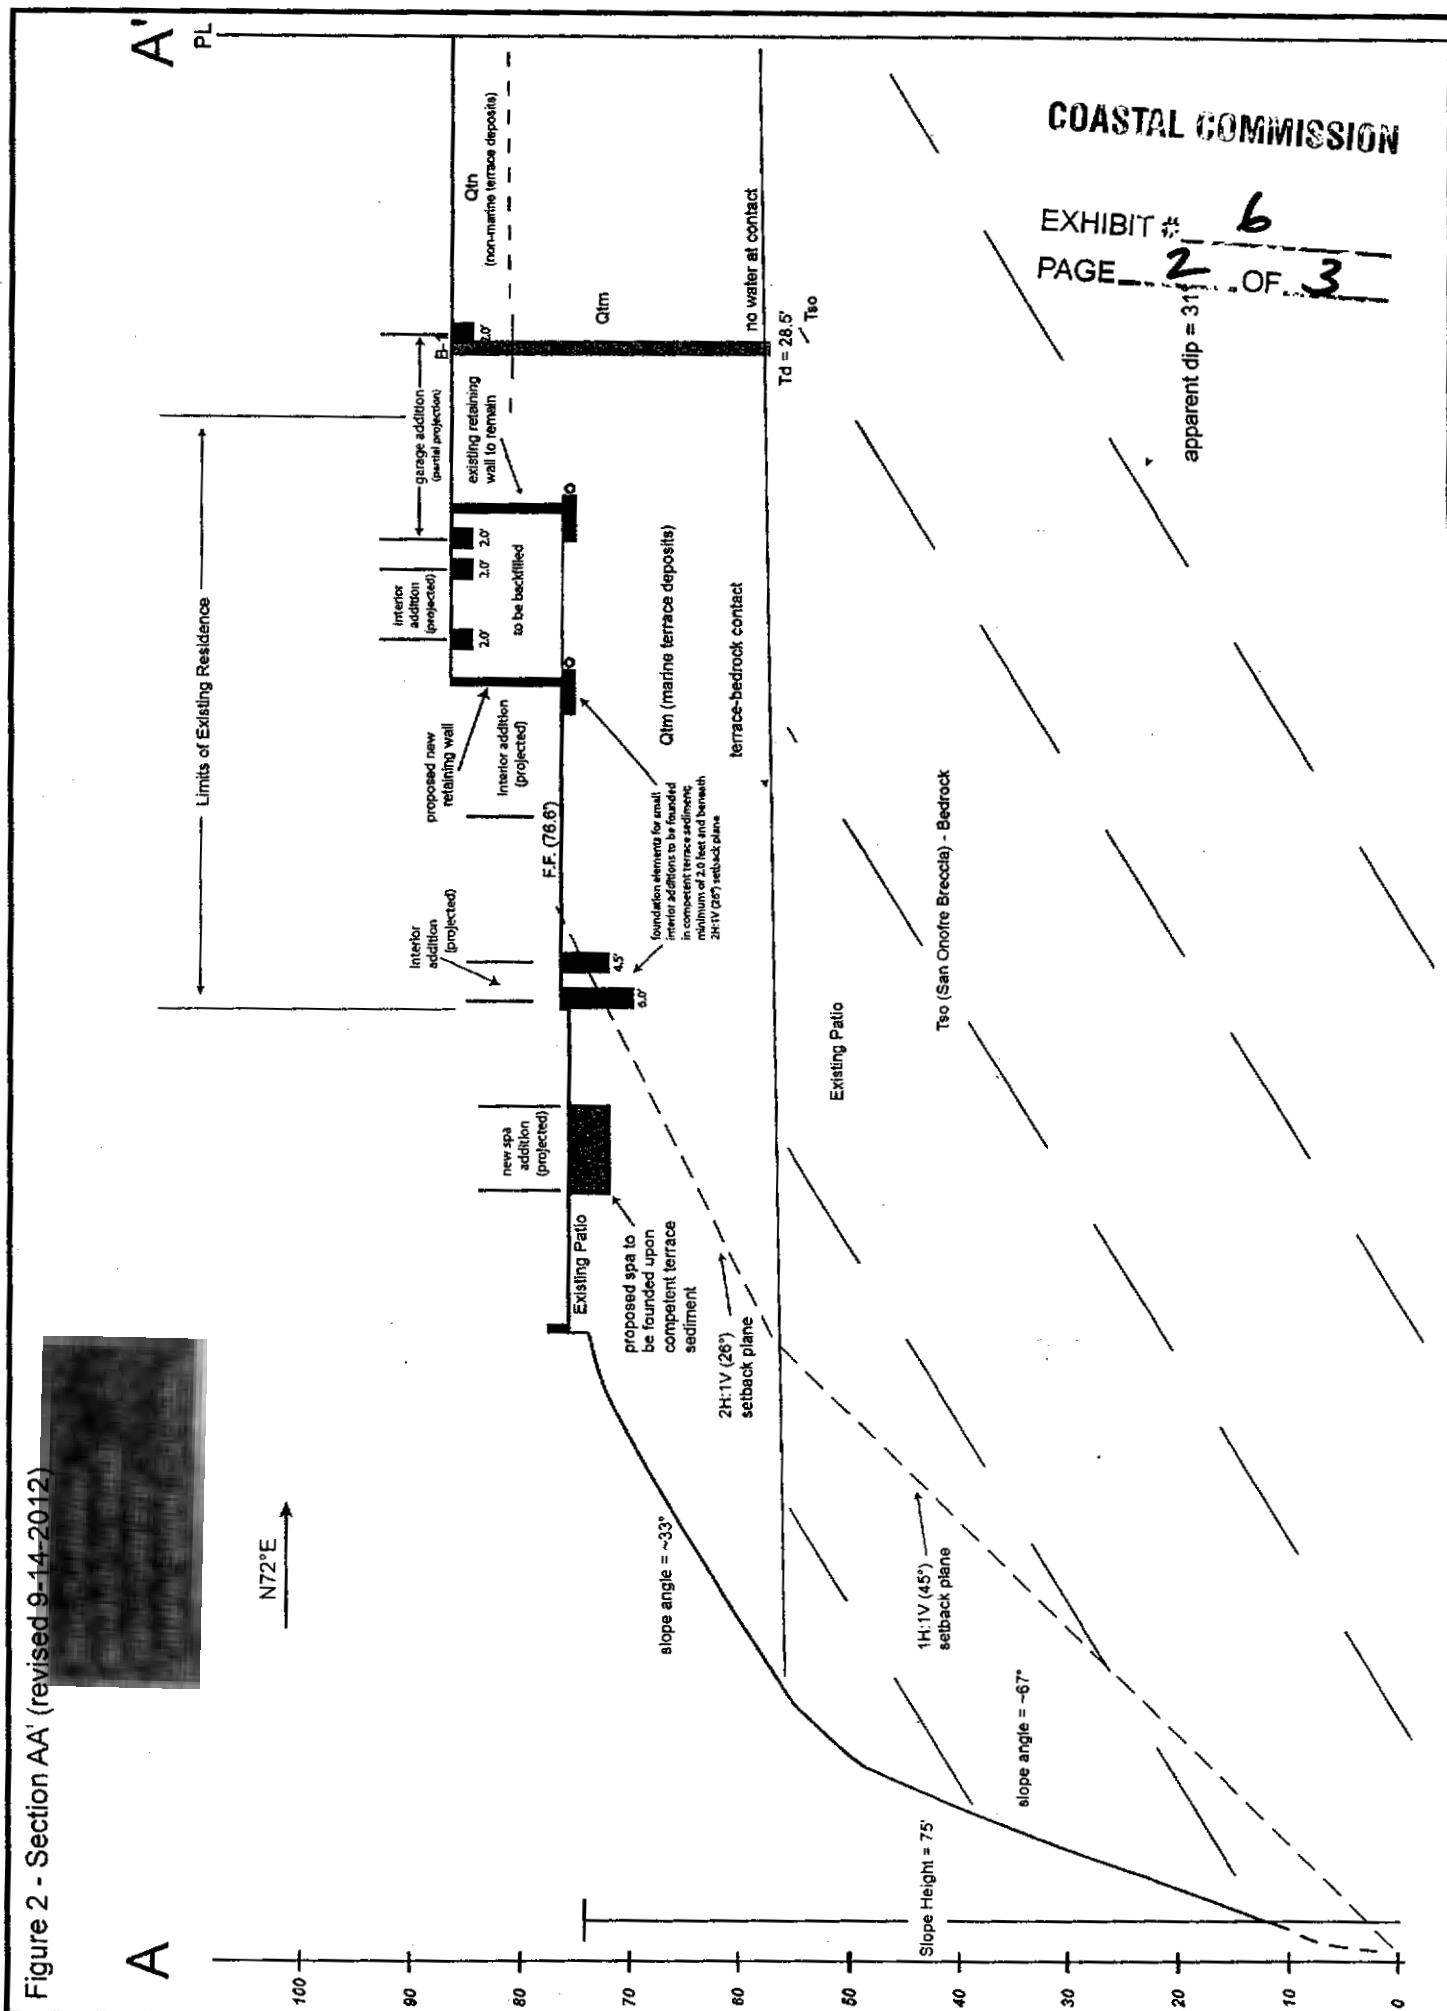 Figure 2 - Section AA' (revised 9-14-2012)
A
A'
PL
N72°E
COASTAL COMMISSION
EXHIBIT # 6
PAGE 2 OF 3
100
90
80
70
60
50
40
30
20
10
0
Slope Height = 75'
slope angle = ~67°
slope angle = ~33°
1H:1V (45°)
setback plane
2H:1V (26°)
setback plane
Existing Patio
proposed spa to
be founded upon
competent terrace
sediment
new spa
addition
(projected)
Limits of Existing Residence
Interior
addition
(projected)
6.0'
4.5'
F.F. (76.6')
Interior addition
(projected)
proposed new
retaining wall
foundation elements for small
interior additions to be founded
in competent terrace sediment;
minimum of 2.0 feet and beneath
2H:1V (26°) setback plane
interior
addition
(projected)
2.0'
2.0'
2.0'
to be backfilled
garage addition
(partial projection)
existing retaining
wall to remain
B-1
2.0'
Qtn
(non-marine terrace deposits)
Qtm
Qtm (marine terrace deposits)
terrace-bedrock contact
no water at contact
Td = 28.5'
Tso
apparent dip = 31°
Existing Patio
Tso (San Onofre Breccia) - Bedrock